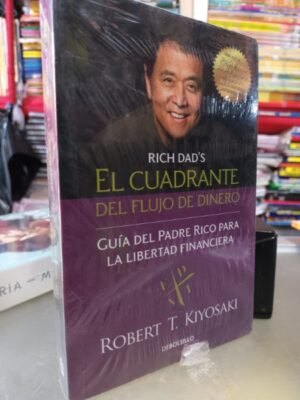 RICH DAD'S
EL CUADRANTE
DEL FLUJO DE DINERO
GUÍA DEL PADRE RICO PARA
LA LIBERTAD FINANCIERA
ROBERT T. KIYOSAKI
DEBOLSILLO